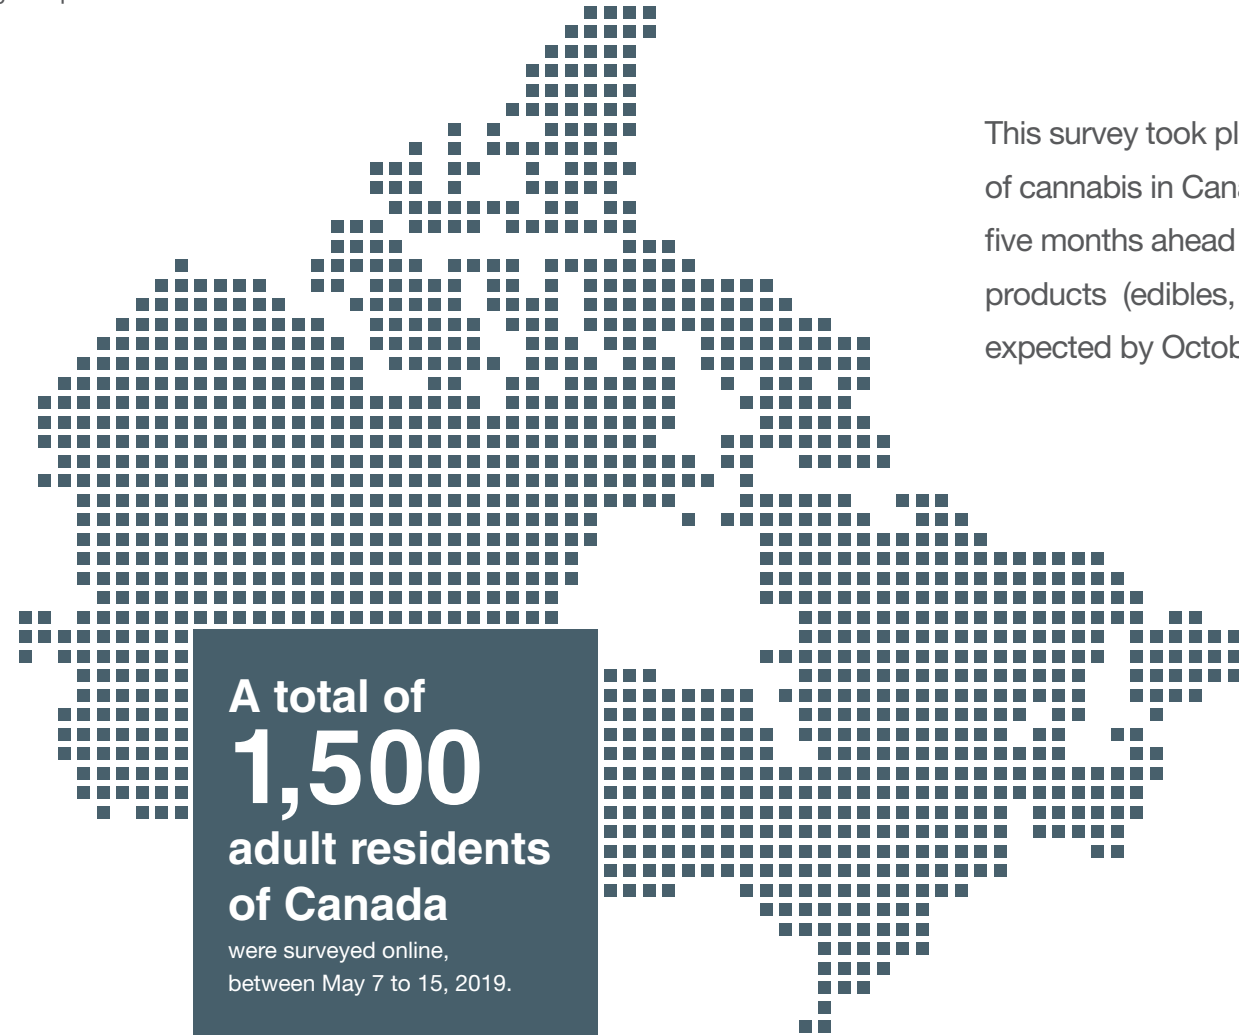 This survey took
of cannabis in
five months ahead
products (edibles,
expected by
A total of
1,500
adult residents
of Canada
were surveyed online,
between May 7 to 15, 2019.